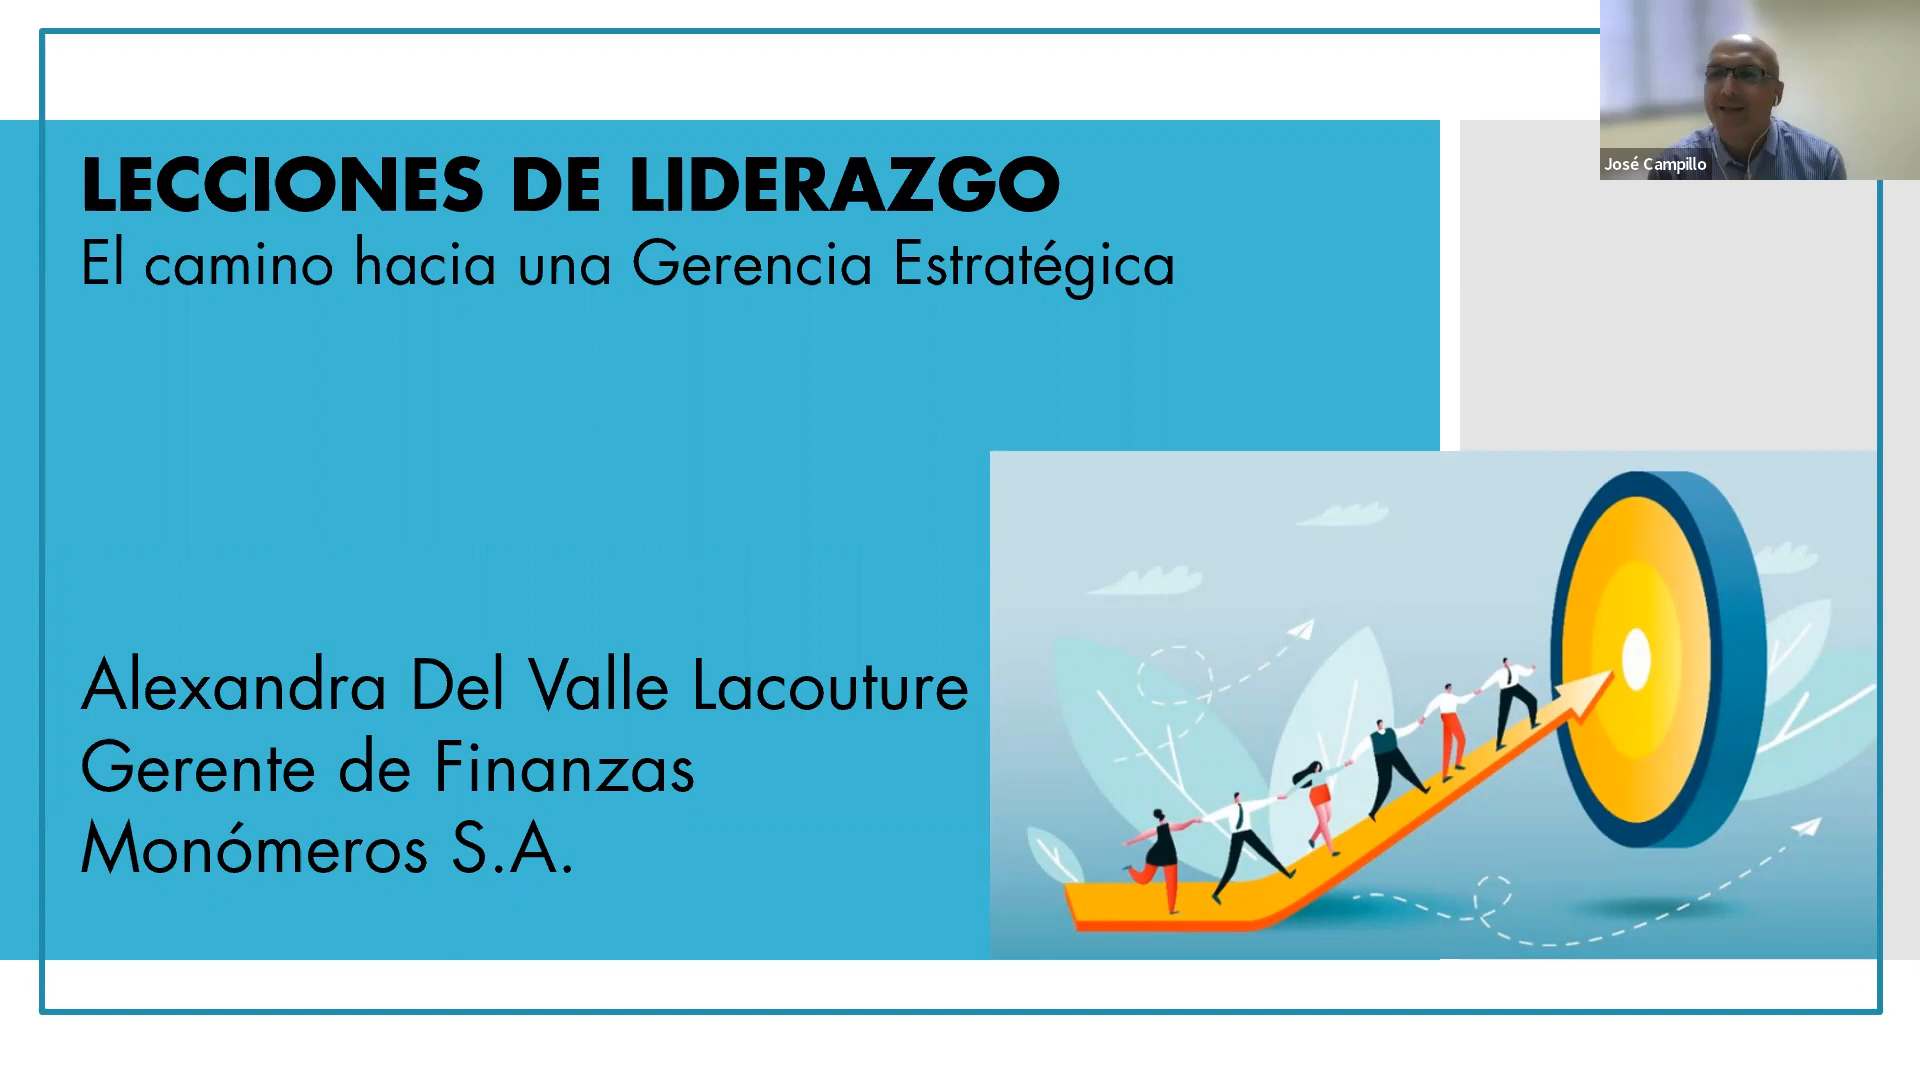 LECCIONES DE LIDERAZGO
El camino hacia una Gerencia Estratégica
Alexandra Del Valle Lacouture
Gerente de Finanzas
Monómeros S.A.
José Campillo